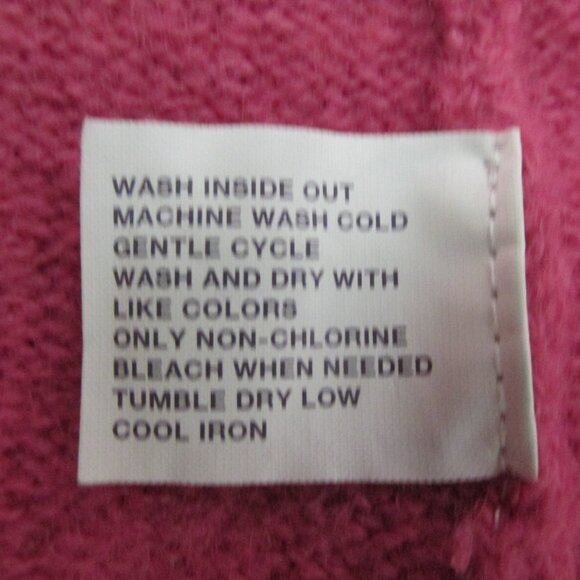 WASH INSIDE OUT
MACHINE WASH COLD
GENTLE CYCLE
WASH AND DRY WITH
LIKE COLORS
ONLY NON-CHLORINE
BLEACH WHEN NEEDED
TUMBLE DRY LOW
COOL IRON